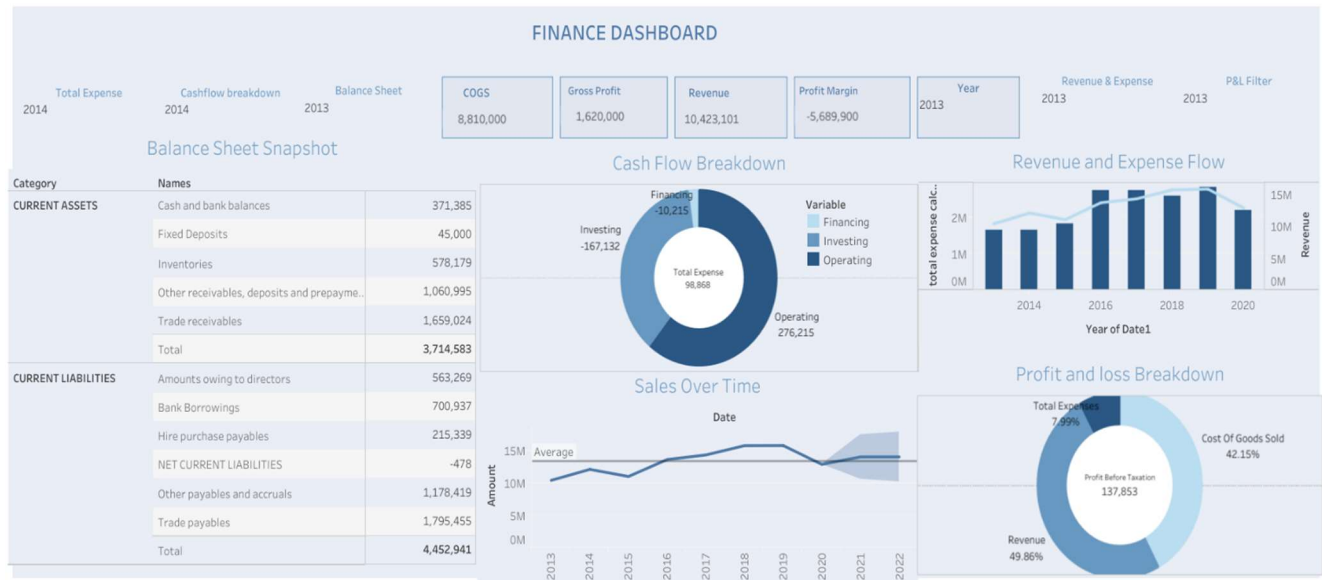 FINANCE DASHBOARD
Total Expense
2014
Cashflow breakdown
2014
Balance Sheet
2013
COGS
8,810,000
Gross Profit
1,620,000
Revenue
10,423,101
Profit Margin
-5,689,900
Year
2013
Revenue & Expense
2013
P&L Filter
2013
Balance Sheet Snapshot
Category Names
CURRENT ASSETS Cash and bank balances 371,385
Fixed Deposits 45,000
Inventories 578,179
Other receivables, deposits and prepayme.. 1,060,995
Trade receivables 1,659,024
Total 3,714,583
CURRENT LIABILITIES Amounts owing to directors 563,269
Bank Borrowings 700,937
Hire purchase payables 215,339
NET CURRENT LIABILITIES -478
Other payables and accruals 1,178,419
Trade payables 1,795,455
Total 4,452,941
Cash Flow Breakdown
Financing
-10,215
Investing
-167,132
Total Expense
98,868
Operating
276,215
Variable
Financing
Investing
Operating
Revenue and Expense Flow
total expense calc..
2M
1M
0M
15M
10M
5M
0M
Revenue
2014 2016 2018 2020
Year of Date1
Sales Over Time
Date
Amount
15M
10M
5M
0M
Average
2013 2014 2015 2016 2017 2018 2019 2020 2021 2022
Profit and loss Breakdown
Total Expenses
7.99%
Cost Of Goods Sold
42.15%
Profit Before Taxation
137,853
Revenue
49.86%